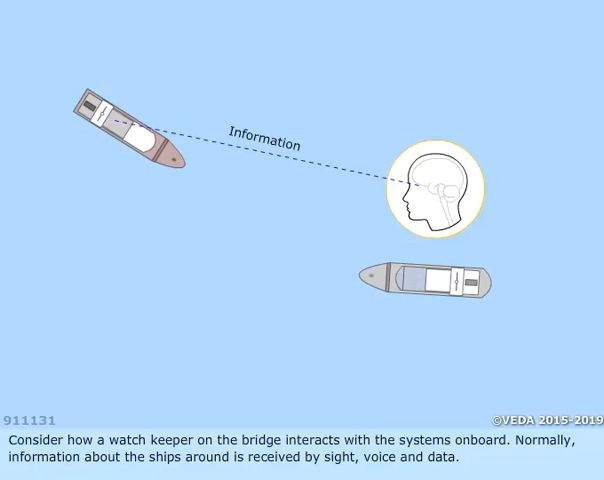 Information
911131
©VEDA 2015-2019
Consider how a watch keeper on the bridge interacts with the systems onboard. Normally,
information about the ships around is received by sight, voice and data.